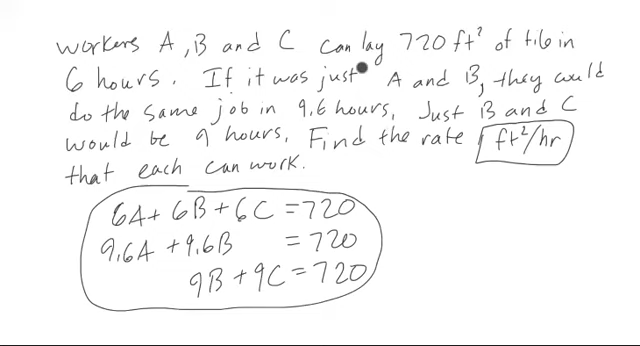 workers A, B and C can lay 720 ft² of tile in
6 hours. If it was just A and B, they could
do the same job in 9.6 hours, Just B and C
would be 9 hours, Find the rate ft²/hr
that each can work.
6A + 6B + 6C = 720
9.6A + 9.6B = 720
9B + 9C = 720